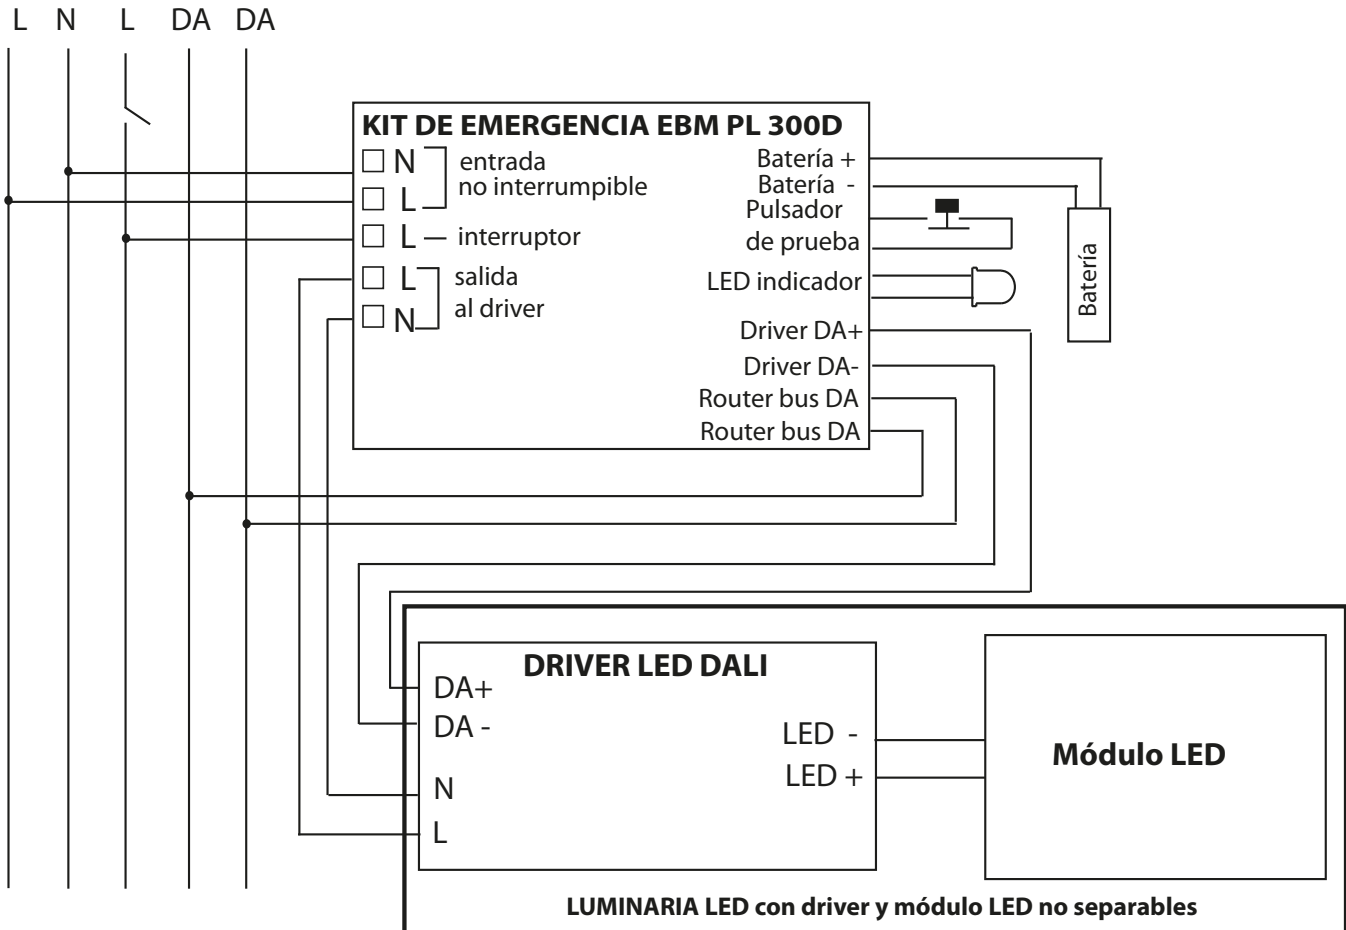 L N L DA DA
KIT DE EMERGENCIA EBM PL 300D
N entrada
no interrumpible
L
L interruptor
L salida
al driver
N
Batería +
Batería -
Pulsador
de prueba
LED indicador
Driver DA+
Driver DA-
Router bus DA
Router bus DA
Batería
DRIVER LED DALI
DA+
DA -
N
L
LED -
LED +
Módulo LED
LUMINARIA LED con driver y módulo LED no separables